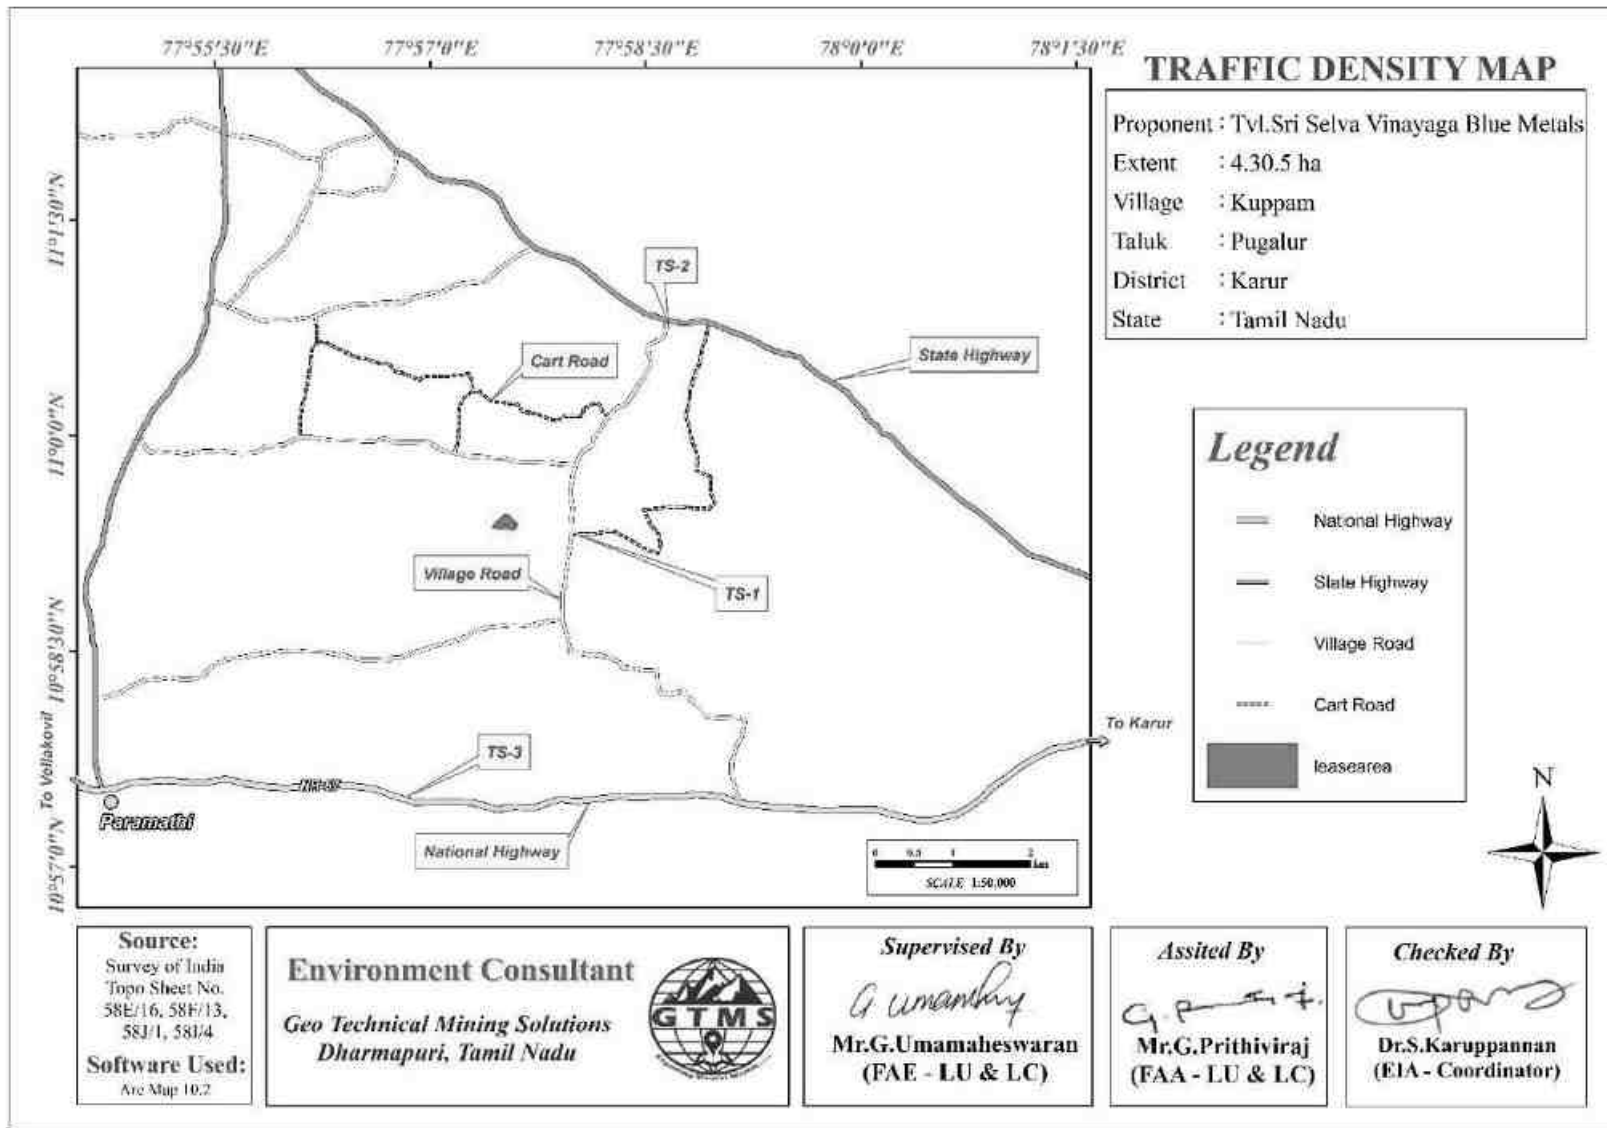 77°55'30"E
77°57'0"E
77°58'30"E
78°0'0"E
78°1'30"E
TRAFFIC DENSITY MAP
Proponent : Tvl.Sri Selva Vinayaga Blue Metals
Extent : 4.30.5 ha
Village : Kuppam
Taluk : Pugalur
District : Karur
State : Tamil Nadu
11°1'30"N
11°0'0"N
10°58'30"N
10°57'0"N
TS-2
State Highway
Cart Road
Village Road
TS-1
TS-3
National Highway
To Karur
To Vellakovil
Paramathi
0 0.5 1 2
km
SCALE 1:50,000
Legend
National Highway
State Highway
Village Road
Cart Road
leasearea
N
Source:
Survey of India
Topo Sheet No.
58E/16, 58F/13,
Software Used:
Arc Map 10.2
Environment Consultant
Geo Technical Mining Solutions
Dharmapuri, Tamil Nadu
GTMS
Supervised By
Mr.G.Umamaheswaran
(FAE - LU & LC)
Assited By
Mr.G.Prithiviraj
(FAA - LU & LC)
Checked By
Dr.S.Karuppannan
(EIA - Coordinator)